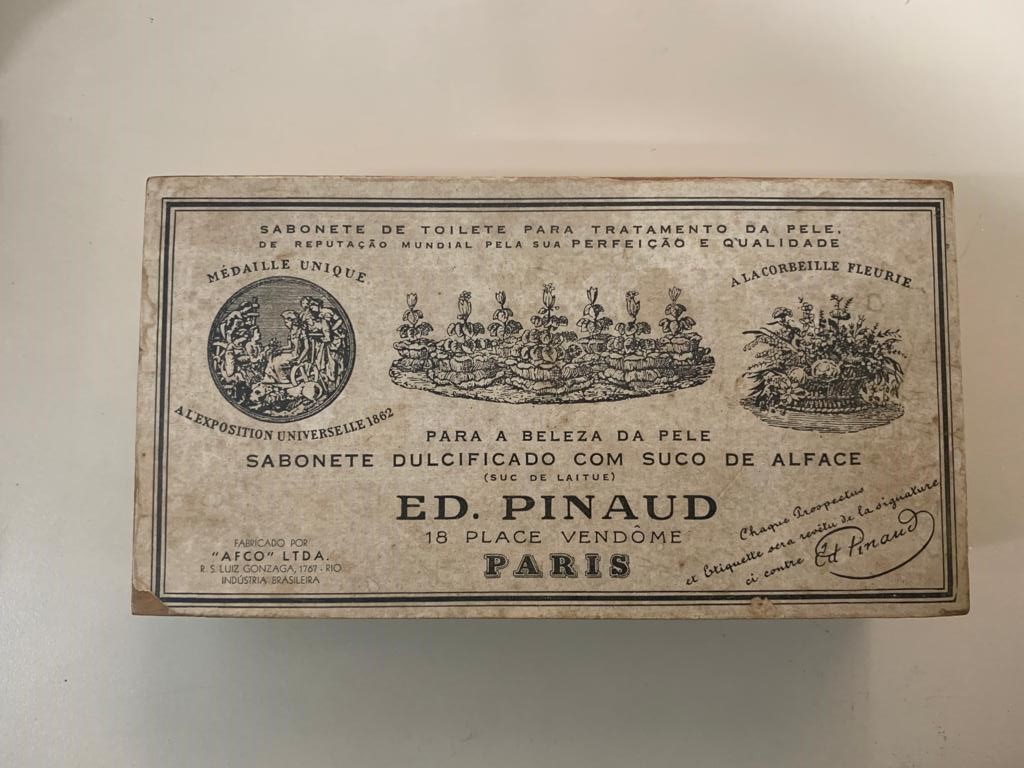 SABONETE DE TOILETE PARA TRATAMENTO DA PELE,
DE REPUTAÇÃO MUNDIAL PELA SUA PERFEIÇÃO E QUALIDADE
MÉDAILLE UNIQUE
A L'EXPOSITION UNIVERSELLE 1862
A LA CORBEILLE FLEURIE
PARA A BELEZA DA PELE
SABONETE DULCIFICADO COM SUCO DE ALFACE
(SUC DE LAITUE)
ED. PINAUD
18 PLACE VENDÔME
PARIS
FABRICADO POR
"AFCO" LTDA.
R. S. LUIZ GONZAGA, 1767 - RIO
INDÚSTRIA BRASILEIRA
Chaque Prospectus
et Etiquette sera revêtu de la signature
ci contre Ed Pinaud